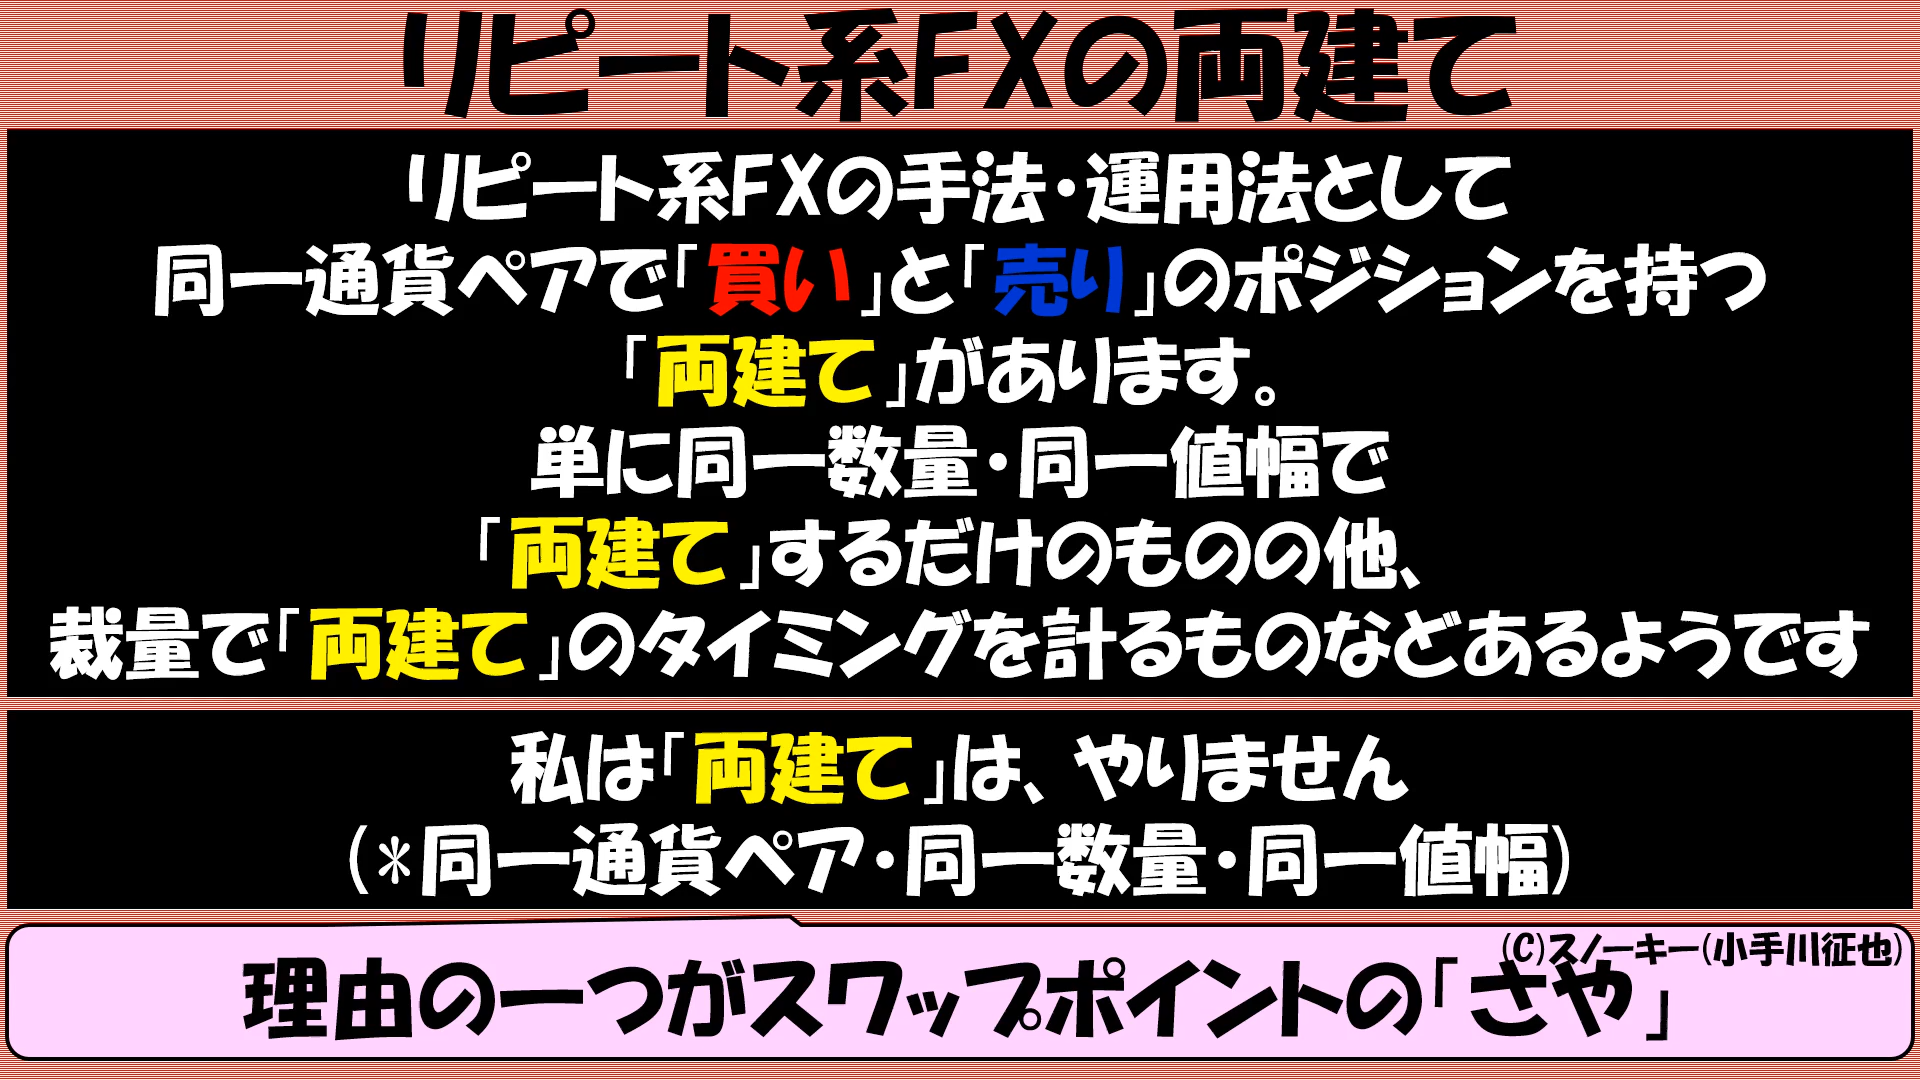 リピート系FXの両建て
リピート系FXの手法・運用法として
同一通貨ペアで「買い」と「売り」のポジションを持つ
「両建て」があります。
単に同一数量・同一値幅で
「両建て」するだけのものの他、
裁量で「両建て」のタイミングを計るものなどあるようです
私は「両建て」は、やりません
(*同一通貨ペア・同一数量・同一値幅)
(C)スノーキー(小手川征也)
理由の一つがスワップポイントの「さや」